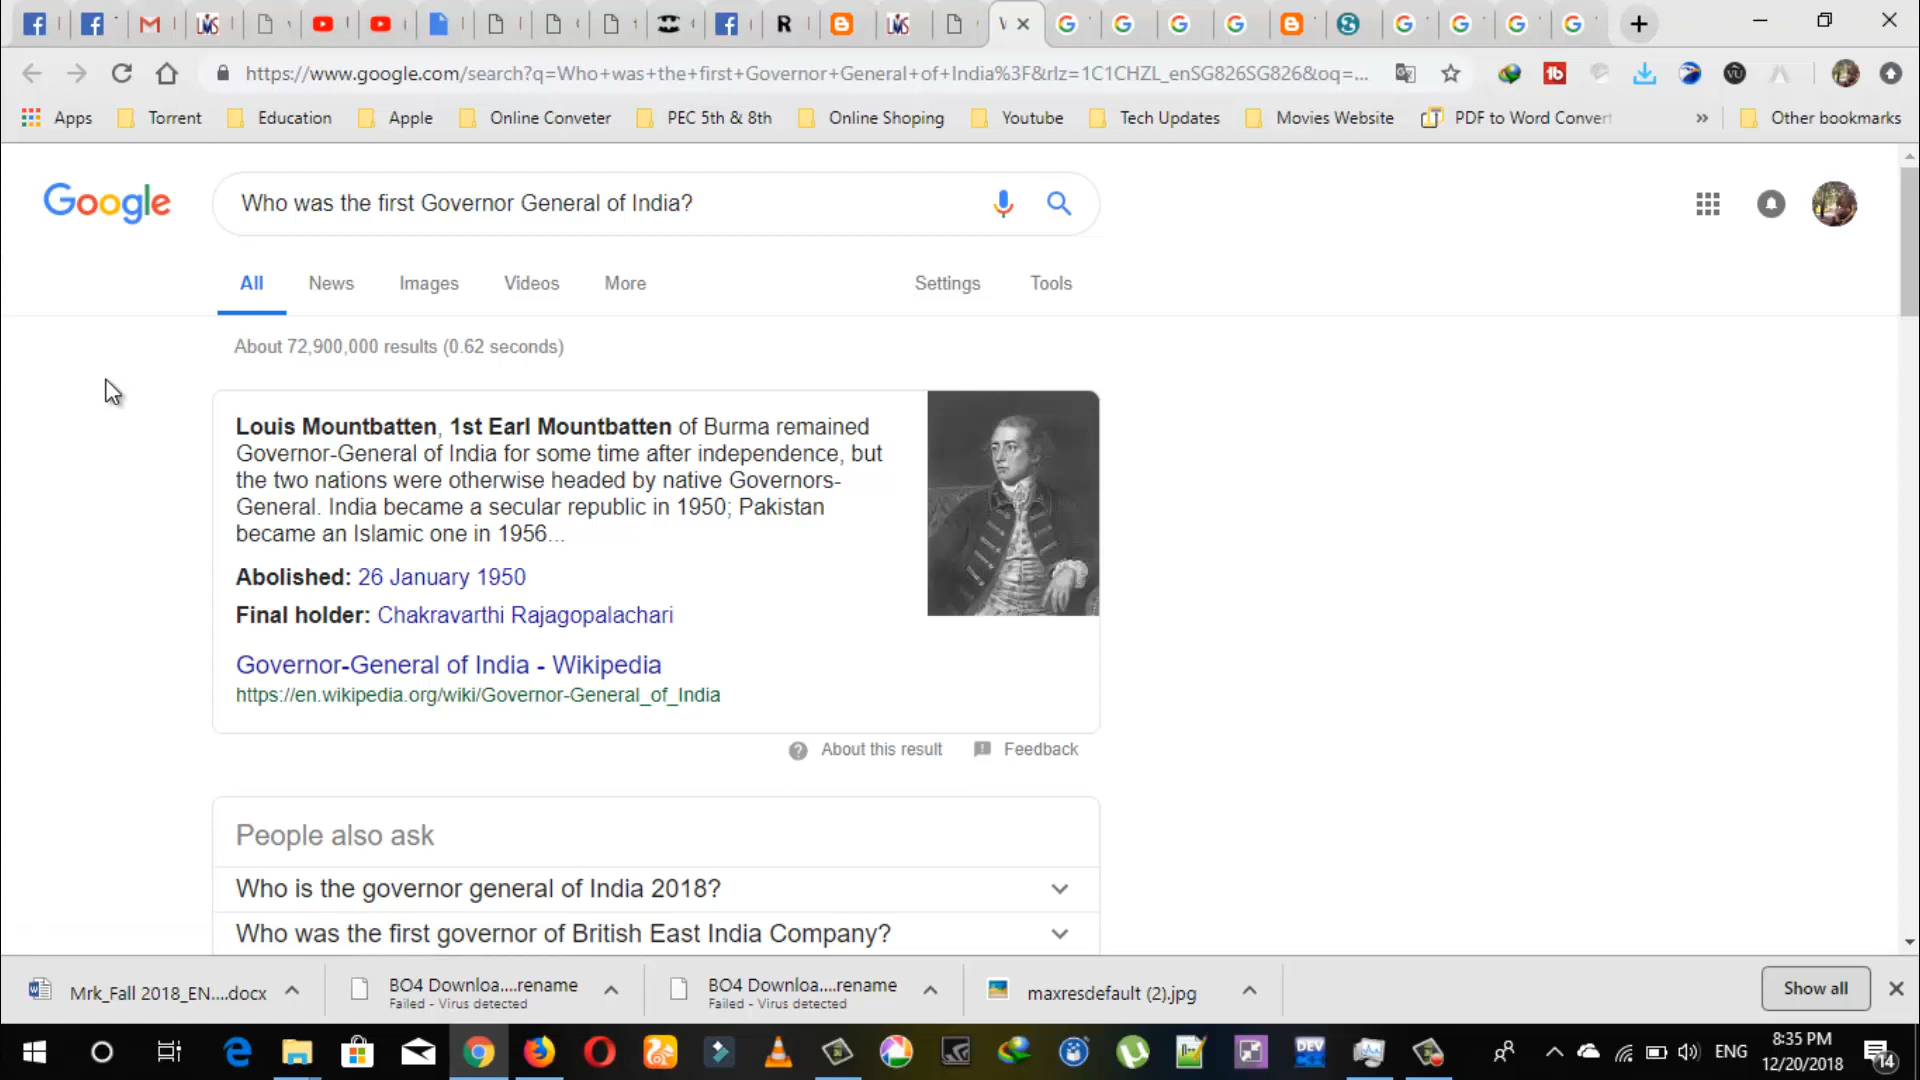 https://www.google.com/search?q=Who+was+the+first+Governor+General+of+India%3F&rlz=1C1CHZL_enSG826SG826&oq=...
Apps
Torrent
Education
Apple
Online Conveter
PEC 5th & 8th
Online Shoping
Youtube
Tech Updates
Movies Website
PDF to Word Convert
»
Other bookmarks
Google
Who was the first Governor General of India?
All
News
Images
Videos
More
Settings
Tools
About 72,900,000 results (0.62 seconds)
Louis Mountbatten, 1st Earl Mountbatten of Burma remained
Governor-General of India for some time after independence, but
the two nations were otherwise headed by native Governors-
General. India became a secular republic in 1950; Pakistan
became an Islamic one in 1956...
Abolished: 26 January 1950
Final holder: Chakravarthi Rajagopalachari
Governor-General of India - Wikipedia
https://en.wikipedia.org/wiki/Governor-General_of_India
About this result
Feedback
People also ask
Who is the governor general of India 2018?
Who was the first governor of British East India Company?
Mrk_Fall 2018_EN....docx
BO4 Downloa....rename
Failed - Virus detected
BO4 Downloa....rename
Failed - Virus detected
maxresdefault (2).jpg
Show all
DEV
ENG
8:35 PM
12/20/2018
14